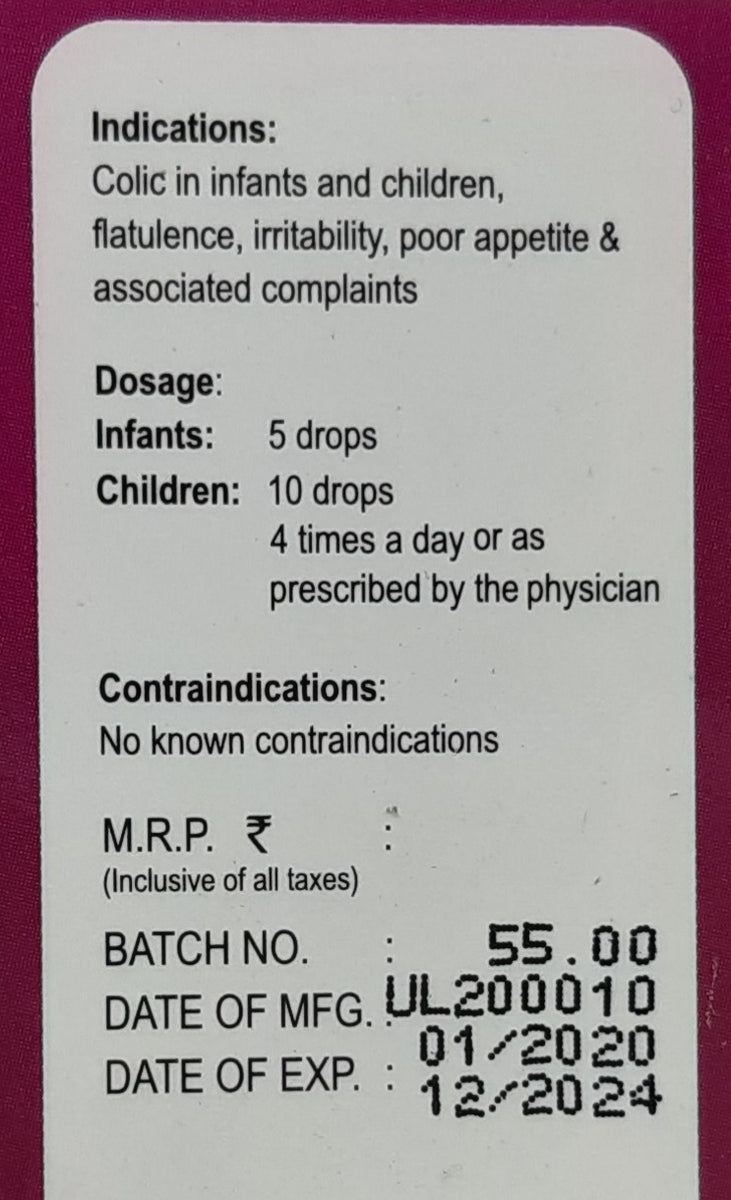 Indications:
Colic in infants and children,
flatulence, irritability, poor appetite &
associated complaints
Dosage:
Infants: 5 drops
Children: 10 drops
4 times a day or as
prescribed by the physician
Contraindications:
No known contraindications
M.R.P. ₹ :
(Inclusive of all taxes)
BATCH NO. : 55.00
DATE OF MFG. : UL200010
01/2020
DATE OF EXP. : 12/2024